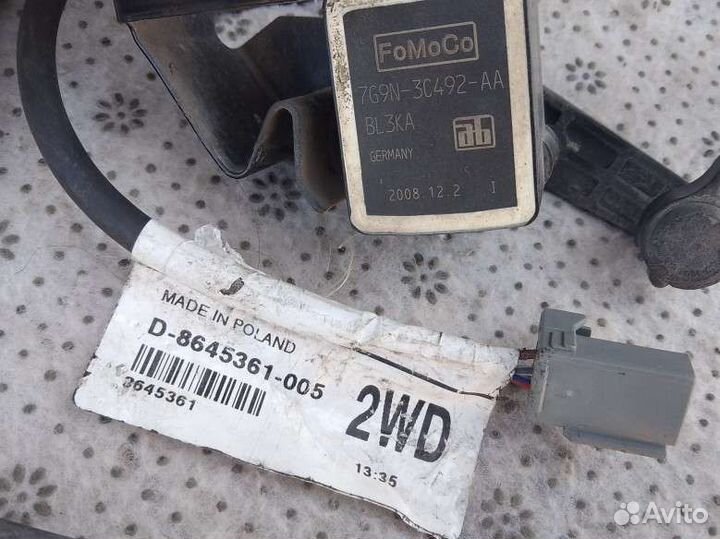 FoMoCo
7G9N-3C492-AA
BL3KA
ab
GERMANY
2008 12.2 I
MADE IN POLAND
D-8645361-005
8645361
2WD
13:35
Avito